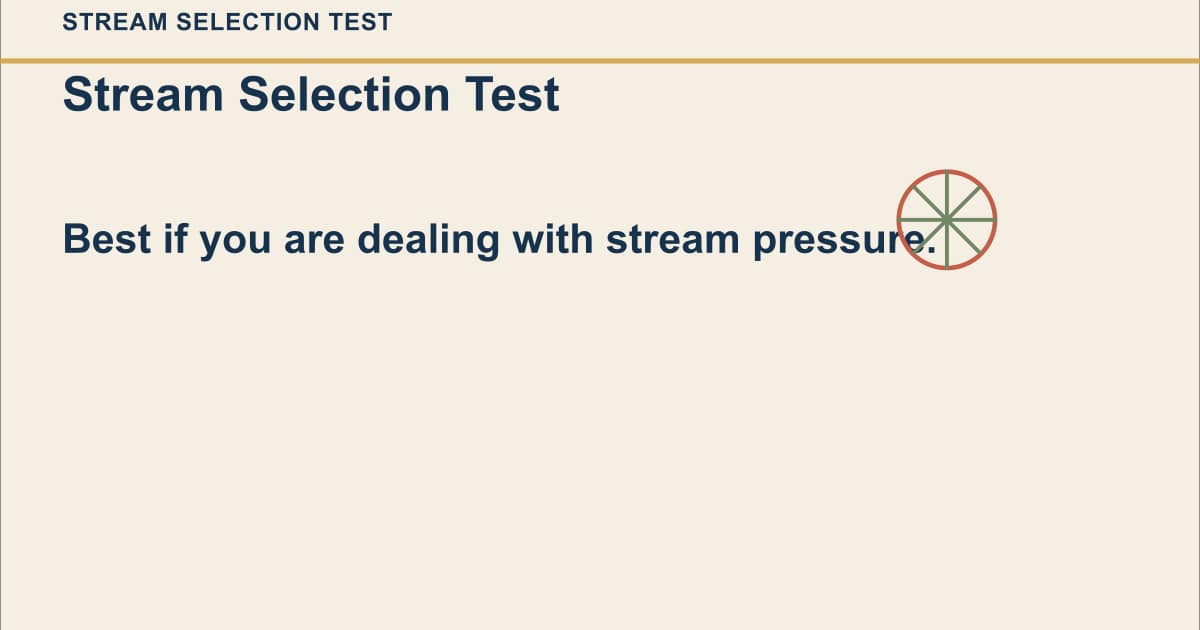 STREAM SELECTION TEST
Stream Selection Test
Best if you are dealing with stream pressure.